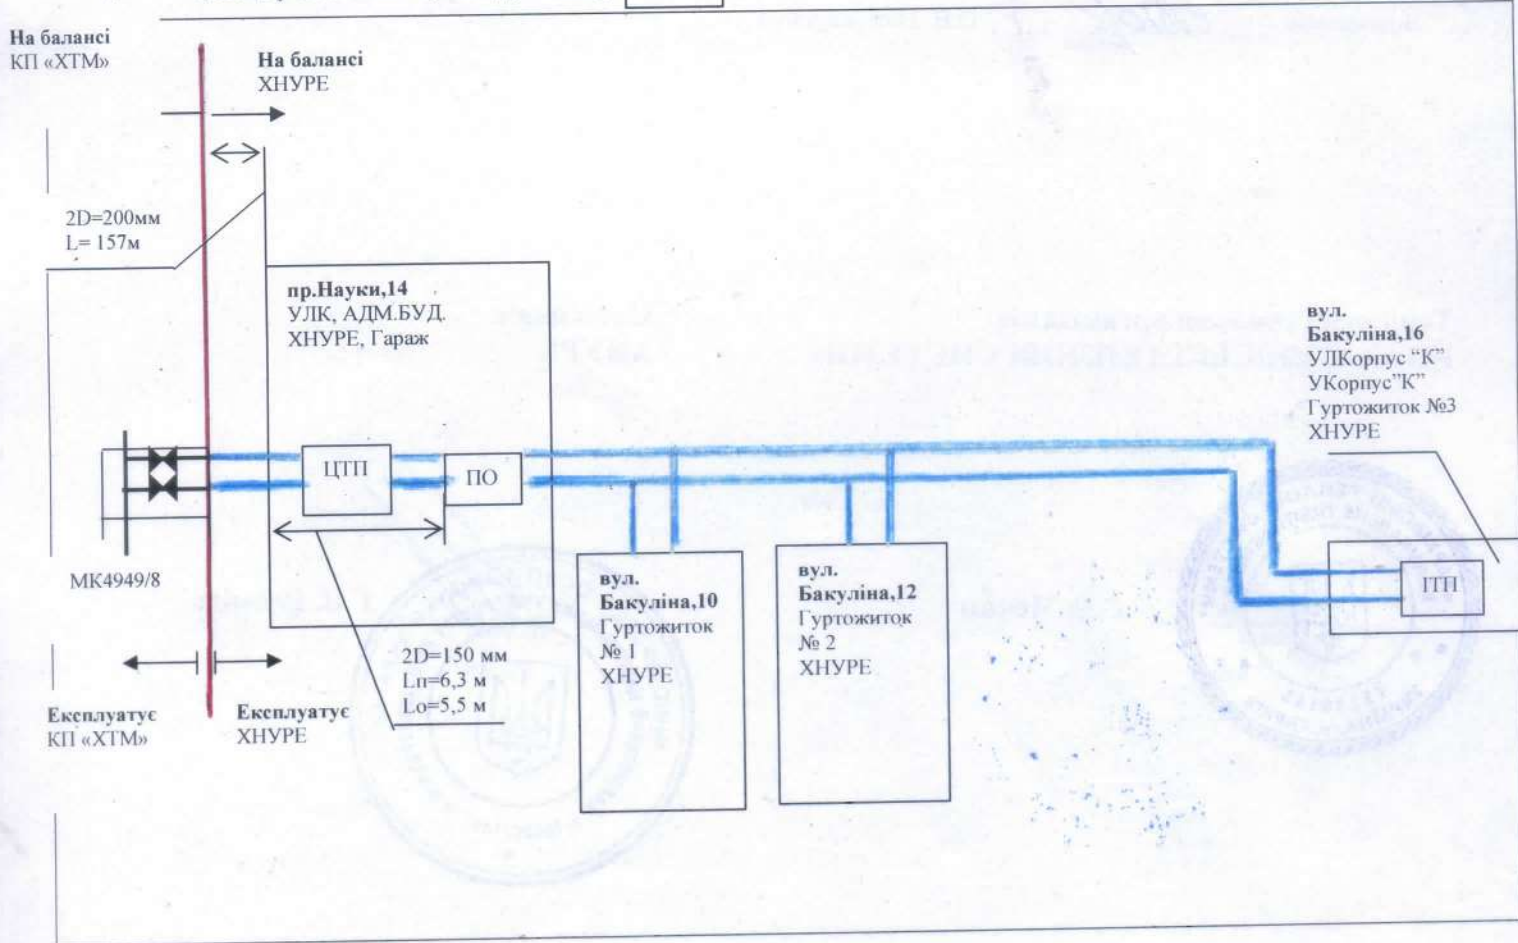 На балансі
КП «ХТМ»
На балансі
ХНУРЕ
2D=200мм
L= 157м
пр.Науки,14
УЛК, АДМ.БУД.
ХНУРЕ, Гараж
вул.
Бакуліна,16
УЛКорпус “К”
УКорпус”К”
Гуртожиток №3
ХНУРЕ
ЦТП
ПО
МК4949/8
вул.
Бакуліна,10
Гуртожиток
№ 1
ХНУРЕ
вул.
Бакуліна,12
Гуртожиток
№ 2
ХНУРЕ
ІТП
2D=150 мм
Lп=6,3 м
Lо=5,5 м
Експлуатує
КП «ХТМ»
Експлуатує
ХНУРЕ